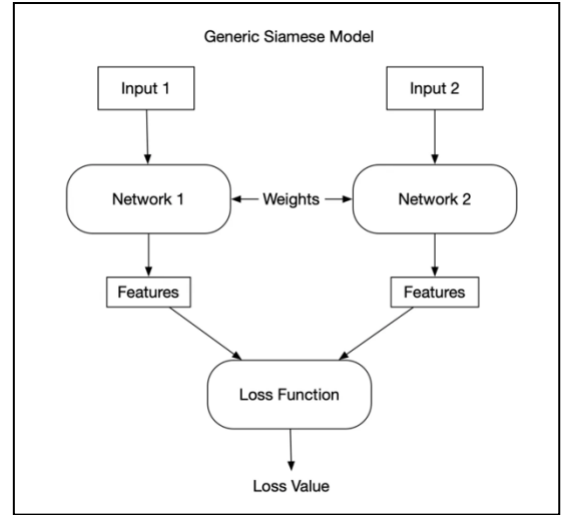 Generic Siamese Model
Input 1
Input 2
Network 1
Weights
Network 2
Features
Features
Loss Function
Loss Value